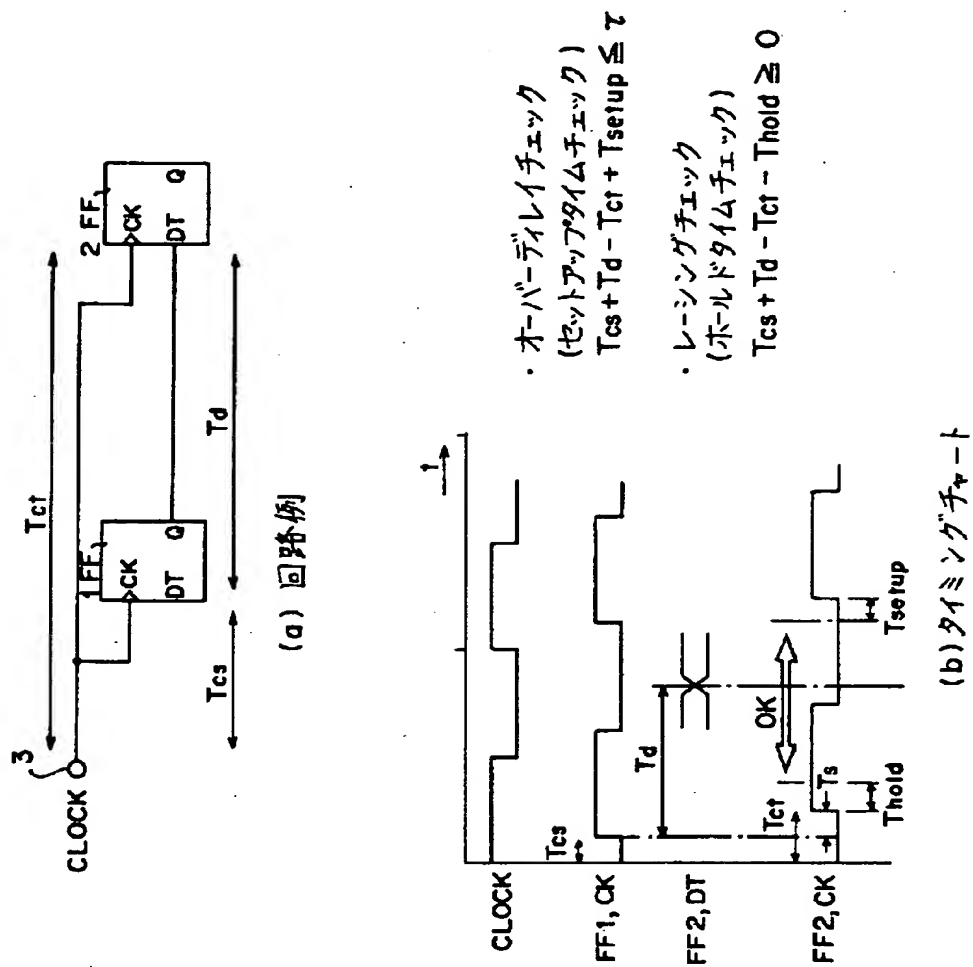 Tct
CLOCK
3
1 FF
CK
DT
Q
2 FF
CK
DT
Q
Tcs
Td
(a) 回路例
t
CLOCK
FF1, CK
Tcs
Td
FF2, DT
OK
Tct
Ts
FF2, CK
Thold
Tsetup
(b) タイミングチャート
・オーバーディレイチェック
(セットアップタイムチェック)
Tcs + Td - Tct + Tsetup ≦ τ
・レーシングチェック
(ホールドタイムチェック)
Tcs + Td - Tct - Thold ≧ 0